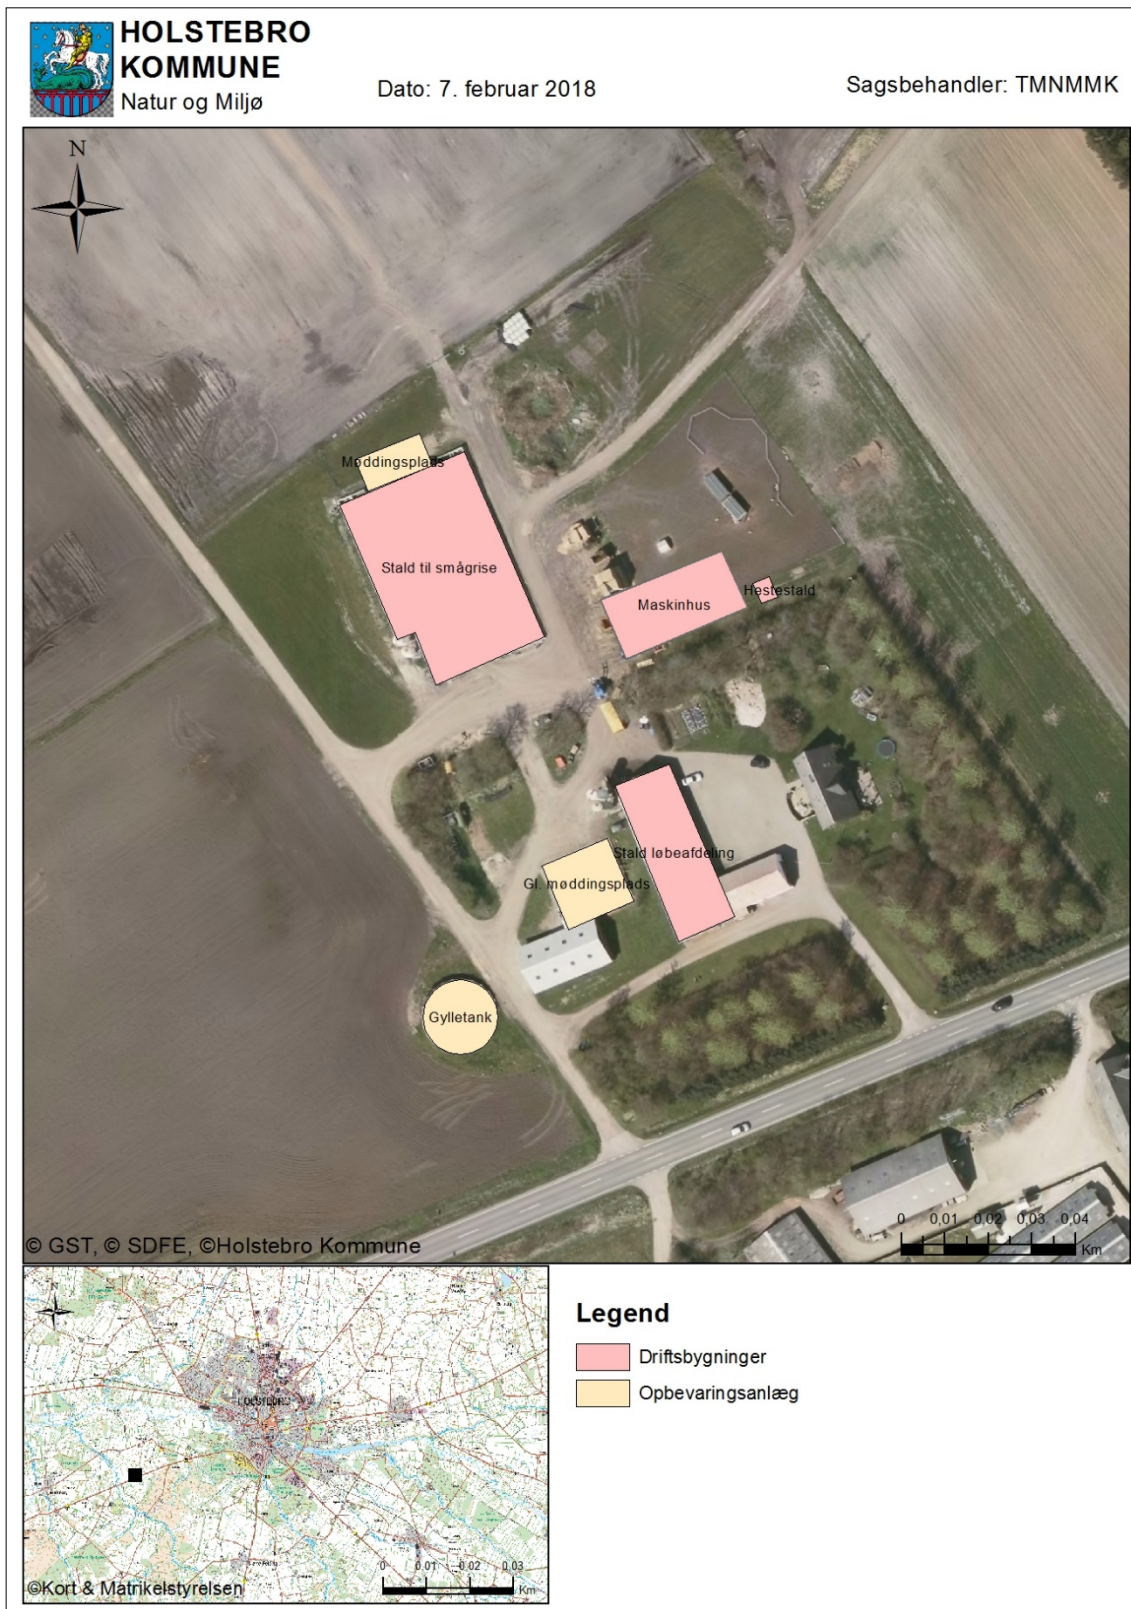 HOLSTEBRO
KOMMUNE
Natur og Miljø
Dato: 7. februar 2018
Sagsbehandler: TMNMMK
N
Møddingsplads
Stald til smågrise
Maskinhus
Hestestald
Stald løbeafdeling
Gl. møddingsplads
Gylletank
0 0,01 0,02 0,03 0,04
Km
© GST, © SDFE, ©Holstebro Kommune
N
HOLSTEBRO
0 0,01 0,02 0,03
Km
©Kort & Matrikelstyrelsen
Legend
Driftsbygninger
Opbevaringsanlæg